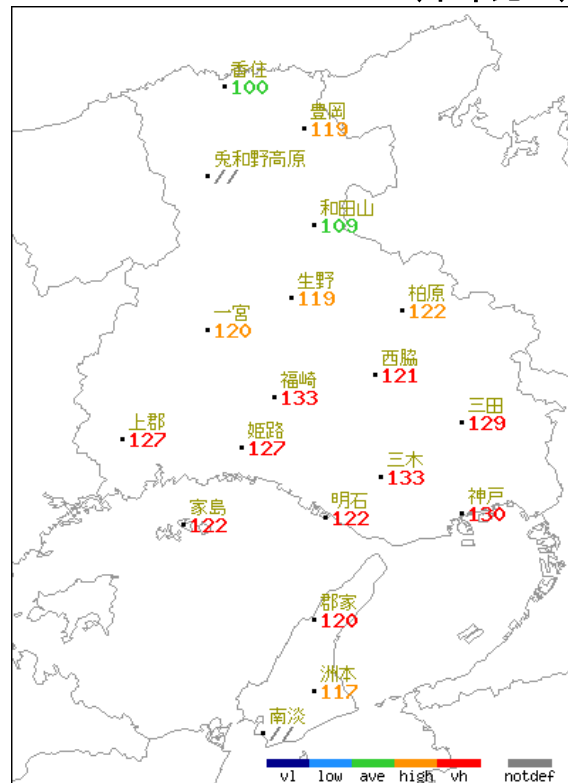 香住
100
豊岡
119
兎和野高原
//
和田山
109
生野
119
柏原
122
一宮
120
西脇
121
福崎
133
三田
129
上郡
127
姫路
127
三木
133
家島
122
明石
122
神戸
130
郡家
120
洲本
117
南淡
//
vl low ave high vh notdef